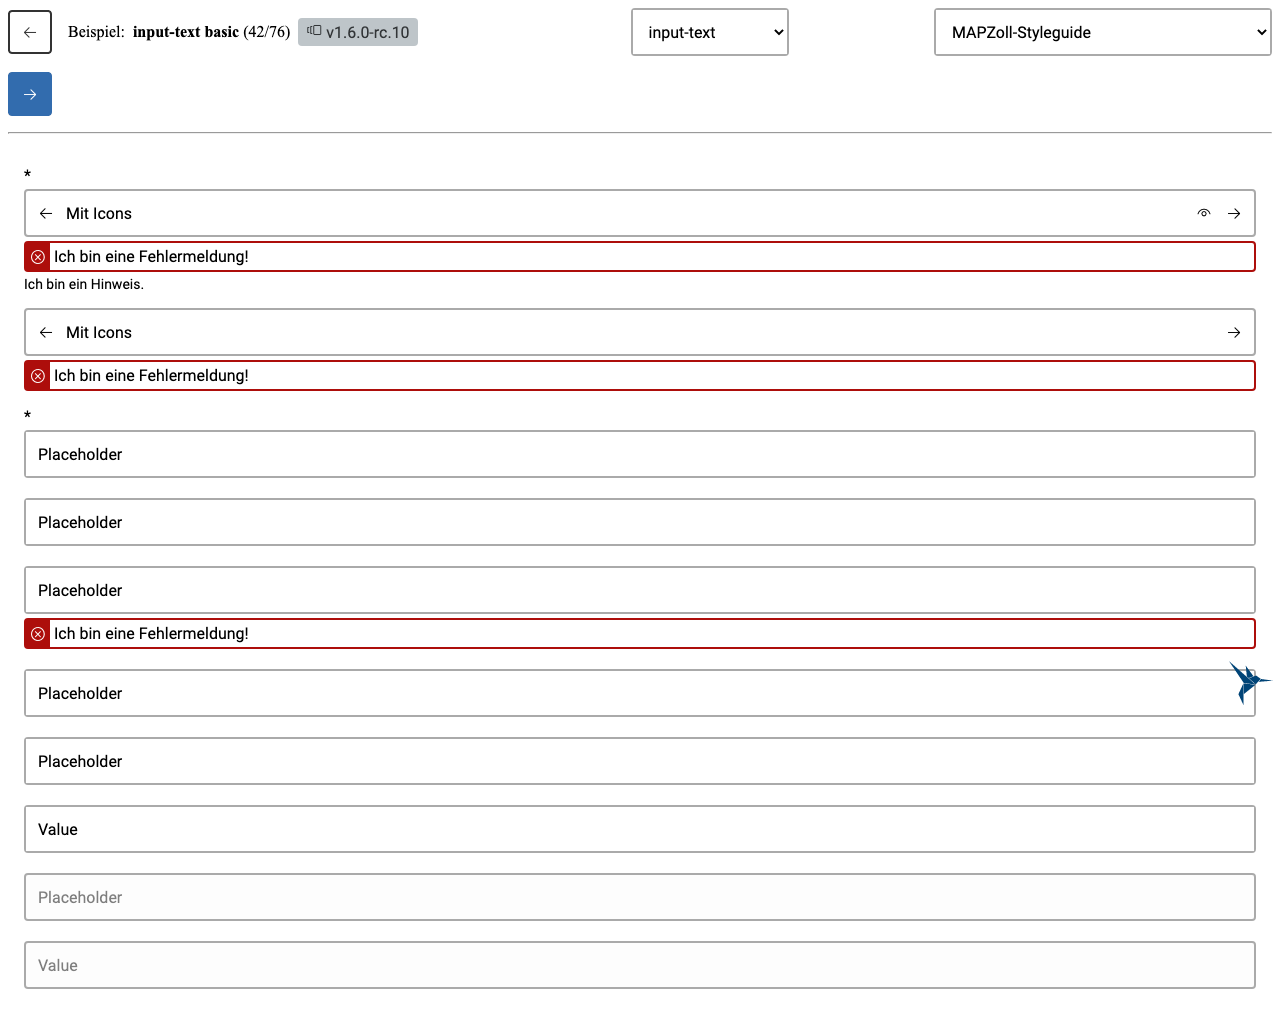 Beispiel: input-text basic (42/76) v1.6.0-rc.10 input-text MAPZoll-Styleguide
*
Mit Icons
Ich bin eine Fehlermeldung!
Ich bin ein Hinweis.
Mit Icons
Ich bin eine Fehlermeldung!
*
Placeholder
Placeholder
Placeholder
Ich bin eine Fehlermeldung!
Placeholder
Placeholder
Value
Placeholder
Value